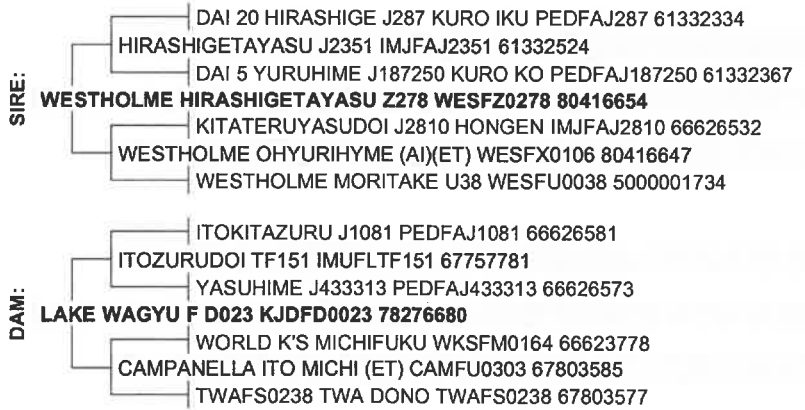 SIRE:
DAI 20 HIRASHIGE J287 KURO IKU PEDFAJ287 61332334
HIRASHIGETAYASU J2351 IMJFAJ2351 61332524
DAI 5 YURUHIME J187250 KURO KO PEDFAJ187250 61332367
WESTHOLME HIRASHIGETAYASU Z278 WESFZ0278 80416654
KITATERUYASUDOI J2810 HONGEN IMJFAJ2810 66626532
WESTHOLME OHYURIHYME (AI)(ET) WESFX0106 80416647
WESTHOLME MORITAKE U38 WESFU0038 5000001734
DAM:
ITOKITAZURU J1081 PEDFAJ1081 66626581
ITOZURUDOI TF151 IMUFLTF151 67757781
YASUHIME J433313 PEDFAJ433313 66626573
LAKE WAGYU F D023 KJDFD0023 78276680
WORLD K'S MICHIFUKU WKSFM0164 66623778
CAMPANELLA ITO MICHI (ET) CAMFU0303 67803585
TWAFS0238 TWA DONO TWAFS0238 67803577